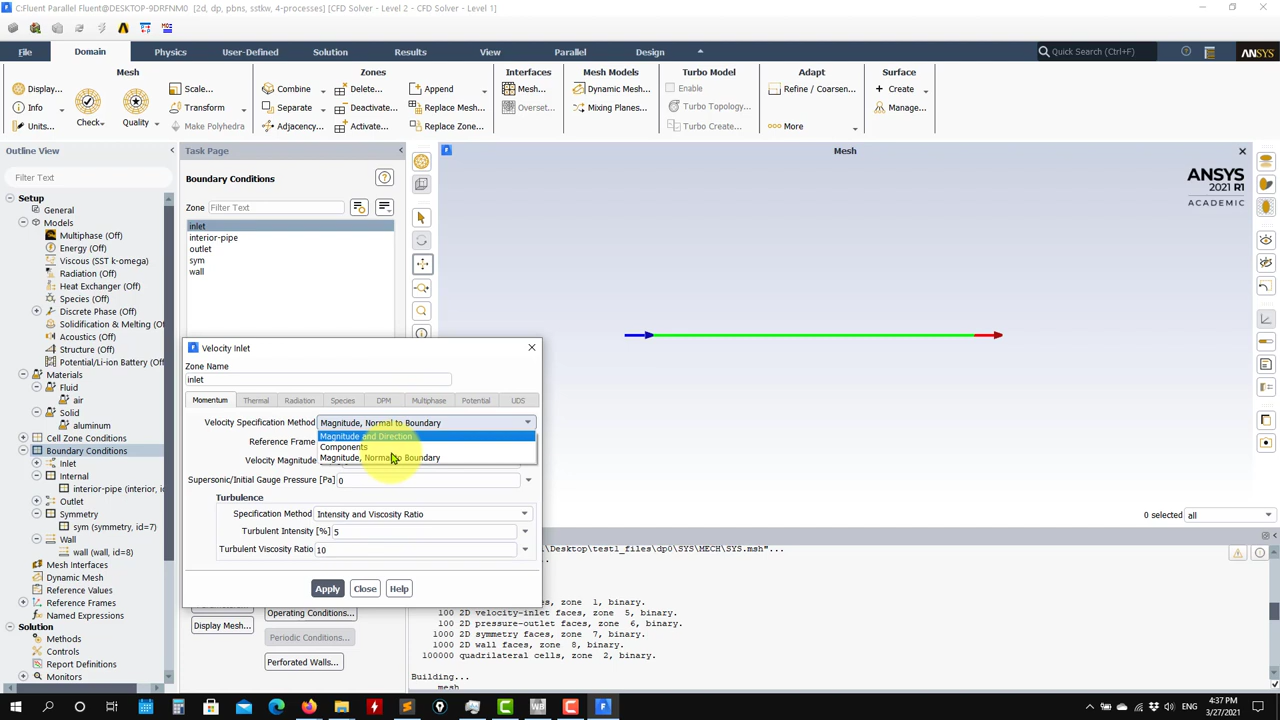 C:Fluent Parallel Fluent@DESKTOP-9DRFNM0 [2d, dp, pbns, sstkw, 4-processes] [CFD Solver - Level 2 - CFD Solver - Level 1]
File Domain Physics User-Defined Solution Results View Parallel Design Quick Search (Ctrl+F) ANSYS
Mesh Zones Interfaces Mesh Models Turbo Model Adapt Surface
Display... Scale... Combine Delete... Append Mesh... Dynamic Mesh... Enable Refine / Coarsen... Create
Info Transform Separate Deactivate... Replace Mesh... Overset... Mixing Planes... Turbo Topology... Manage...
Units... Check Quality Make Polyhedra Adjacency... Activate... Replace Zone... Turbo Create... More
Outline View
Filter Text
Setup
General
Models
Multiphase (Off)
Energy (Off)
Viscous (SST k-omega)
Radiation (Off)
Heat Exchanger (Off)
Species (Off)
Discrete Phase (Off)
Solidification & Melting (Off)
Acoustics (Off)
Structure (Off)
Potential/Li-ion Battery (Off)
Materials
Fluid
air
Solid
aluminum
Cell Zone Conditions
Boundary Conditions
Inlet
Internal
interior-pipe (interior, i
Outlet
Symmetry
sym (symmetry, id=7)
Wall
wall (wall, id=8)
Mesh Interfaces
Dynamic Mesh
Reference Values
Reference Frames
Named Expressions
Solution
Methods
Controls
Report Definitions
Monitors
Task Page
Boundary Conditions
Zone Filter Text
inlet
interior-pipe
outlet
sym
wall
Velocity Inlet
Zone Name
inlet
Momentum Thermal Radiation Species DPM Multiphase Potential UDS
Velocity Specification Method Magnitude, Normal to Boundary
Magnitude and Direction
Reference Frame
Components
Magnitude, Normal to Boundary
Velocity Magnitude
Supersonic/Initial Gauge Pressure [Pa] 0
Turbulence
Specification Method Intensity and Viscosity Ratio
Turbulent Intensity [%] 5
Turbulent Viscosity Ratio 10
Apply Close Help
Operating Conditions...
Display Mesh...
Periodic Conditions...
Perforated Walls...
Mesh
ANSYS
2021 R1
ACADEMIC
0 selected all
\Desktop\test1_files\dp0\SYS\MECH\SYS.msh"...
es, zone 1, binary.
100 2D velocity-inlet faces, zone 5, binary.
100 2D pressure-outlet faces, zone 6, binary.
1000 2D symmetry faces, zone 7, binary.
1000 2D wall faces, zone 8, binary.
100000 quadrilateral cells, zone 2, binary.
Building...
mesh
ENG
4:37 PM
3/27/2021